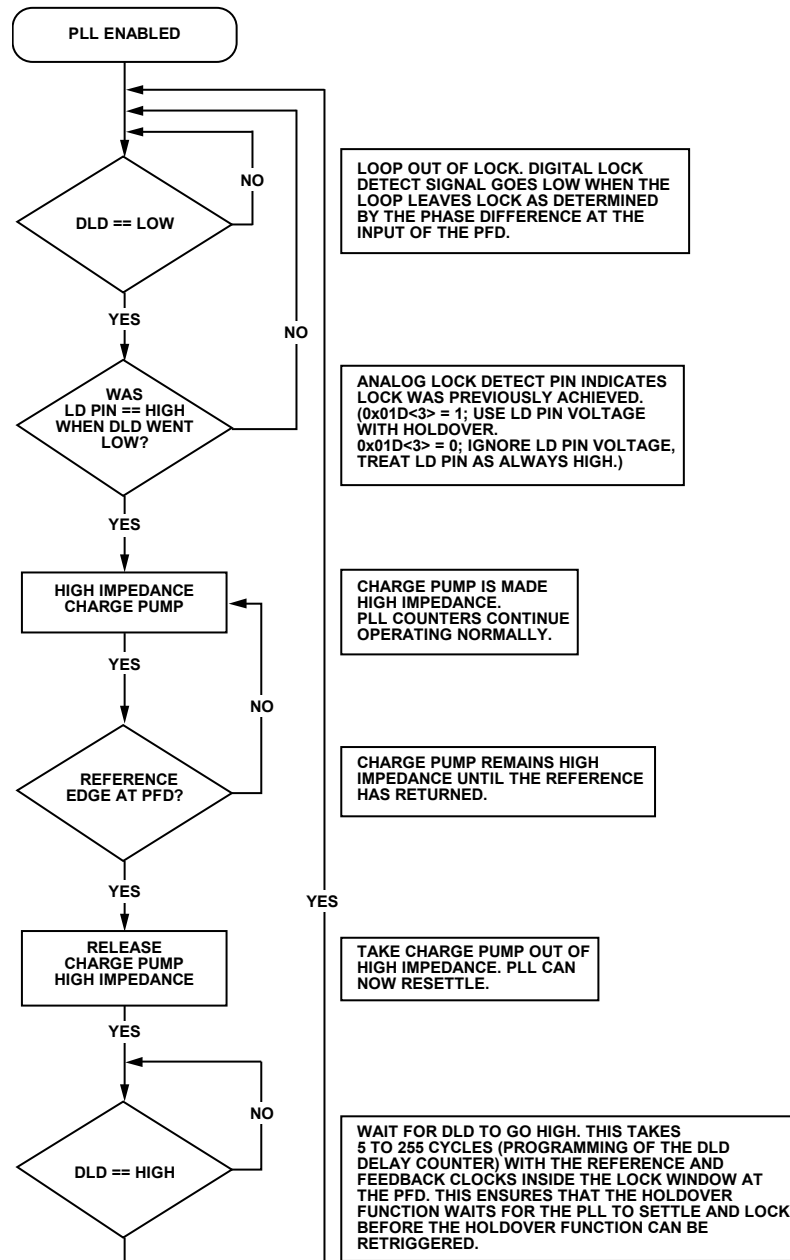 PLL ENABLED
NO
DLD == LOW
LOOP OUT OF LOCK. DIGITAL LOCK
DETECT SIGNAL GOES LOW WHEN THE
LOOP LEAVES LOCK AS DETERMINED
BY THE PHASE DIFFERENCE AT THE
INPUT OF THE PFD.
YES
NO
WAS
LD PIN == HIGH
WHEN DLD WENT
LOW?
ANALOG LOCK DETECT PIN INDICATES
LOCK WAS PREVIOUSLY ACHIEVED.
(0x01D<3> = 1; USE LD PIN VOLTAGE
WITH HOLDOVER.
0x01D<3> = 0; IGNORE LD PIN VOLTAGE,
TREAT LD PIN AS ALWAYS HIGH.)
YES
HIGH IMPEDANCE
CHARGE PUMP
CHARGE PUMP IS MADE
HIGH IMPEDANCE.
PLL COUNTERS CONTINUE
OPERATING NORMALLY.
YES
NO
REFERENCE
EDGE AT PFD?
CHARGE PUMP REMAINS HIGH
IMPEDANCE UNTIL THE REFERENCE
HAS RETURNED.
YES
YES
RELEASE
CHARGE PUMP
HIGH IMPEDANCE
TAKE CHARGE PUMP OUT OF
HIGH IMPEDANCE. PLL CAN
NOW RESETTLE.
YES
NO
DLD == HIGH
WAIT FOR DLD TO GO HIGH. THIS TAKES
5 TO 255 CYCLES (PROGRAMMING OF THE DLD
DELAY COUNTER) WITH THE REFERENCE AND
FEEDBACK CLOCKS INSIDE THE LOCK WINDOW AT
THE PFD. THIS ENSURES THAT THE HOLDOVER
FUNCTION WAITS FOR THE PLL TO SETTLE AND LOCK
BEFORE THE HOLDOVER FUNCTION CAN BE
RETRIGGERED.